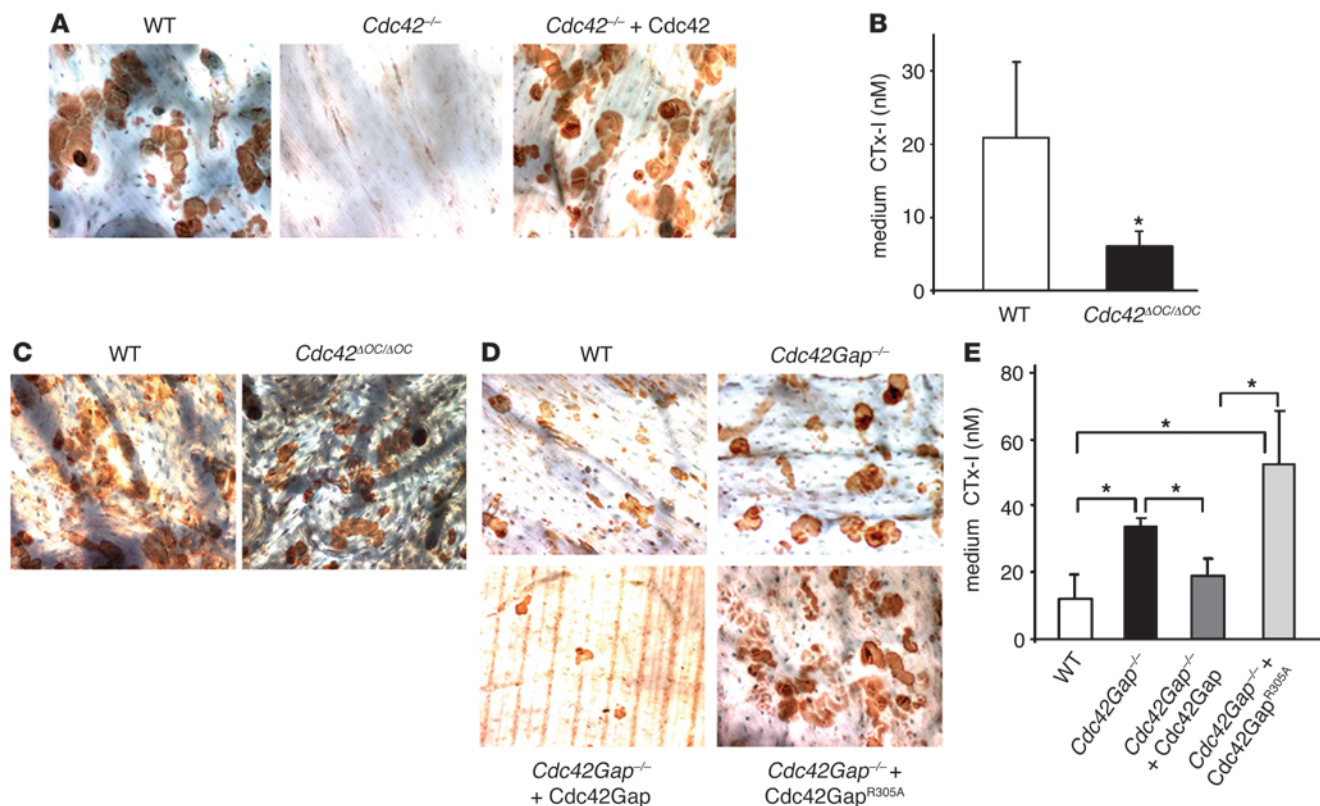 A
WT
Cdc42⁻/⁻
Cdc42⁻/⁻ + Cdc42
B
medium CTx-I (nM)
30
20
10
0
*
WT
Cdc42ΔOC/ΔOC
C
WT
Cdc42ΔOC/ΔOC
D
WT
Cdc42Gap⁻/⁻
Cdc42Gap⁻/⁻
+ Cdc42Gap
Cdc42Gap⁻/⁻ +
Cdc42GapR305A
E
medium CTx-I (nM)
80
60
40
20
0
*
*
*
*
WT
Cdc42Gap⁻/⁻
Cdc42Gap⁻/⁻
+ Cdc42Gap
Cdc42Gap⁻/⁻ +
Cdc42GapR305A